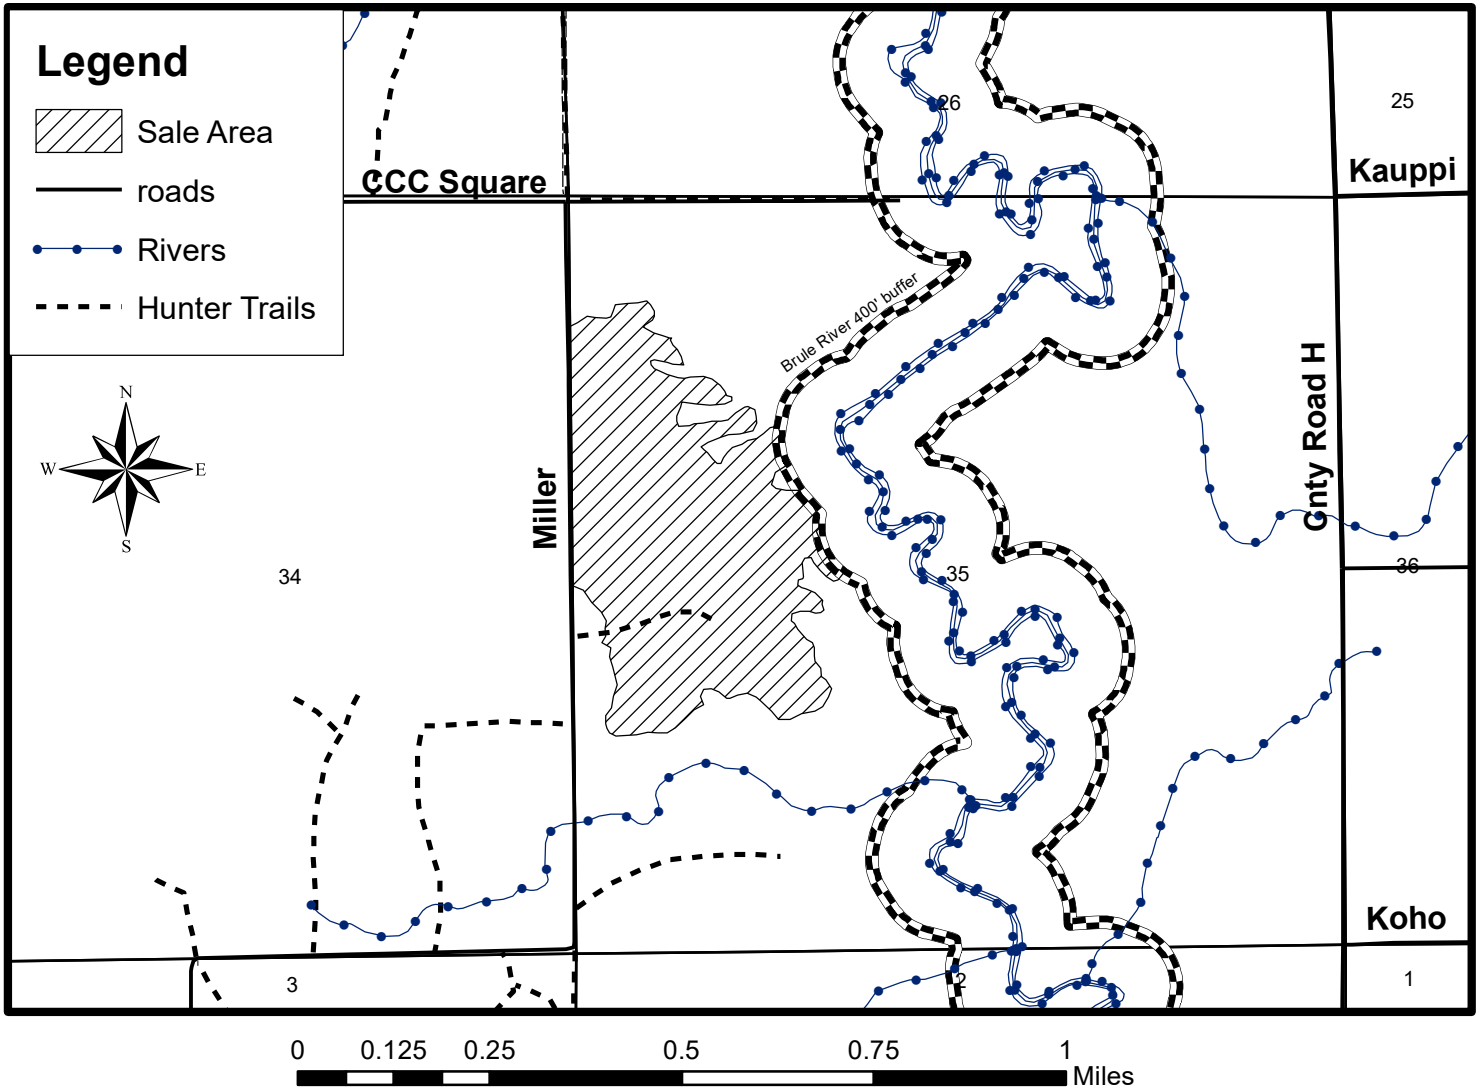 Legend
Sale Area
roads
Rivers
Hunter Trails
26
25
CCC Square
Kauppi
Brule River 400' buffer
N
W
E
S
Miller
Cnty Road H
34
35
36
Koho
3
2
1
0 0.125 0.25 0.5 0.75 1
Miles